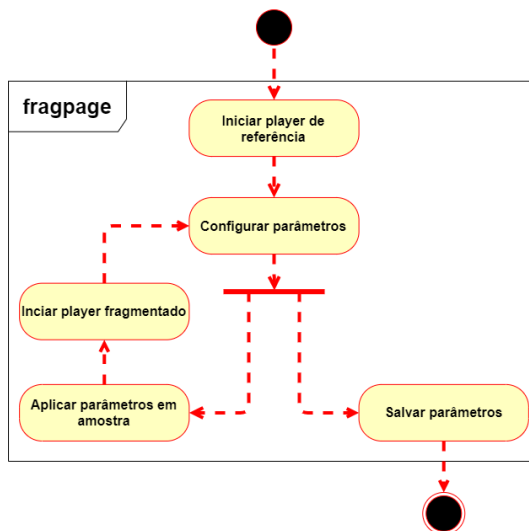 fragpage
Iniciar player de
referência
Configurar parâmetros
Inciar player fragmentado
Aplicar parâmetros em
amostra
Salvar parâmetros